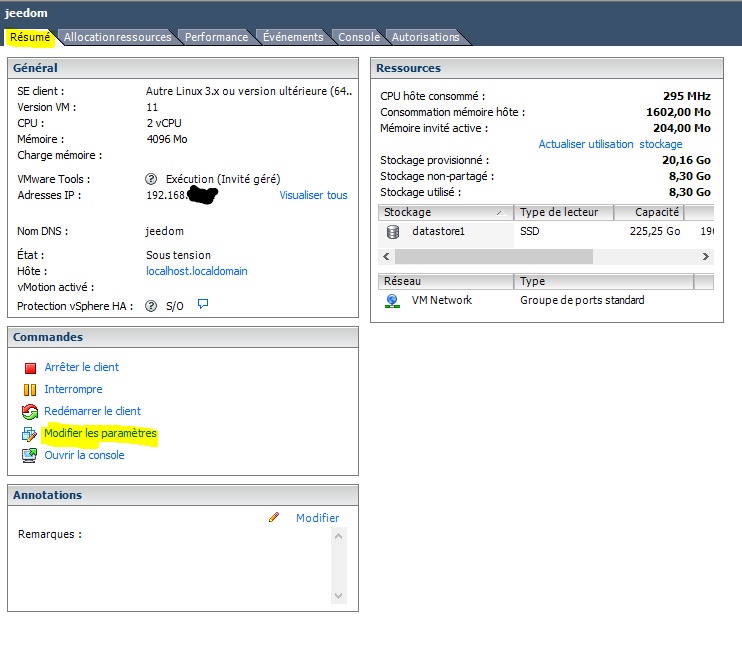 jeedom
Résumé Allocation ressources Performance Événements Console Autorisations
Général
SE client : Autre Linux 3.x ou version ultérieure (64..
Version VM : 11
CPU : 2 vCPU
Mémoire : 4096 Mo
Charge mémoire :
VMware Tools : Exécution (Invité géré)
Adresses IP : 192.168. Visualiser tous
Nom DNS : jeedom
État : Sous tension
Hôte : localhost.localdomain
vMotion activé :
Protection vSphere HA : S/O
Commandes
Arrêter le client
Interrompre
Redémarrer le client
Modifier les paramètres
Ouvrir la console
Annotations
Modifier
Remarques :
Ressources
CPU hôte consommé : 295 MHz
Consommation mémoire hôte : 1602,00 Mo
Mémoire invité active : 204,00 Mo
Actualiser utilisation stockage
Stockage provisionné : 20,16 Go
Stockage non-partagé : 8,30 Go
Stockage utilisé : 8,30 Go
Stockage Type de lecteur Capacité
datastore1 SSD 225,25 Go
Réseau Type
VM Network Groupe de ports standard